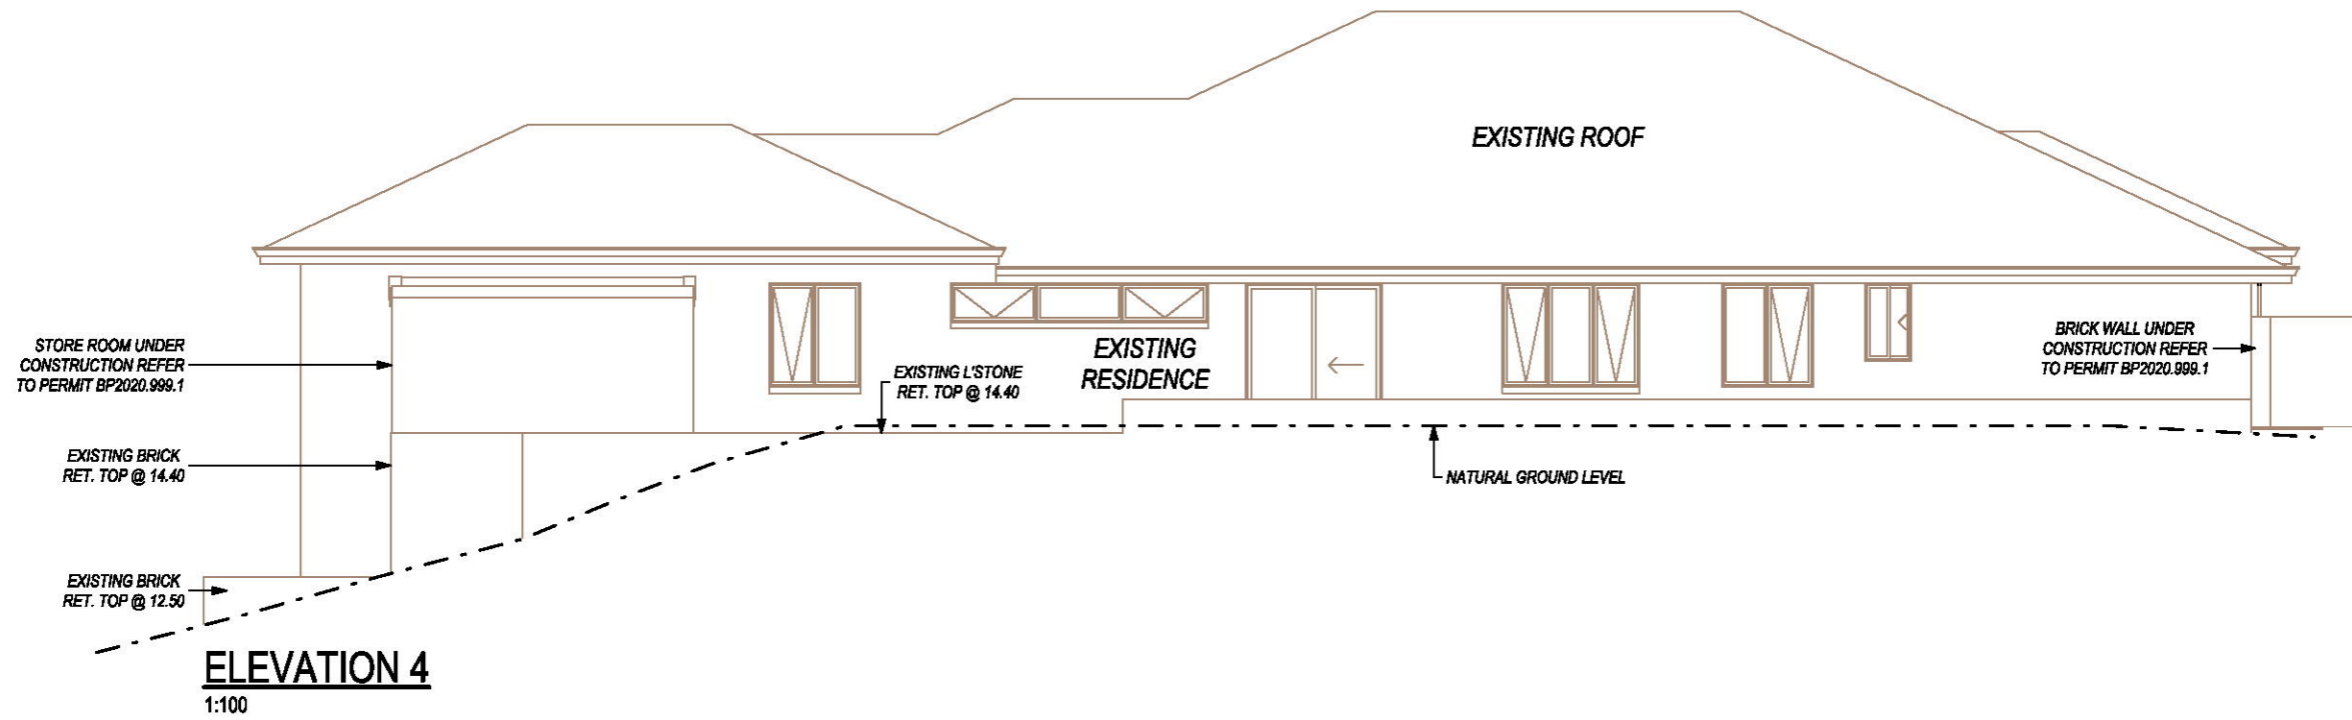 EXISTING ROOF
STORE ROOM UNDER
CONSTRUCTION REFER
TO PERMIT BP2020.999.1
EXISTING
RESIDENCE
BRICK WALL UNDER
CONSTRUCTION REFER
TO PERMIT BP2020.999.1
EXISTING L'STONE
RET. TOP @ 14.40
EXISTING BRICK
RET. TOP @ 14.40
NATURAL GROUND LEVEL
EXISTING BRICK
RET. TOP @ 12.50
ELEVATION 4
1:100